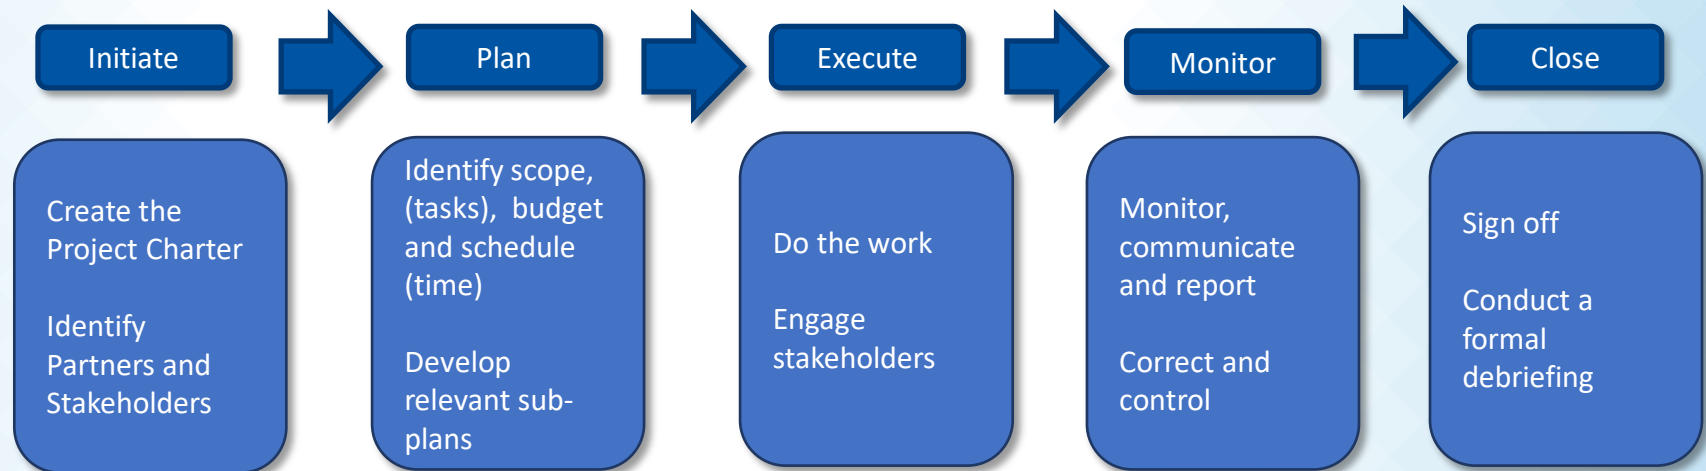 Initiate
Plan
Execute
Monitor
Close
Create the
Project Charter
Identify
Partners and
Stakeholders
Identify scope,
(tasks),  budget
and schedule
(time)
Develop
relevant sub-
plans
Do the work
Engage
stakeholders
Monitor,
communicate
and report
Correct and
control
Sign off
Conduct a
formal
debriefing